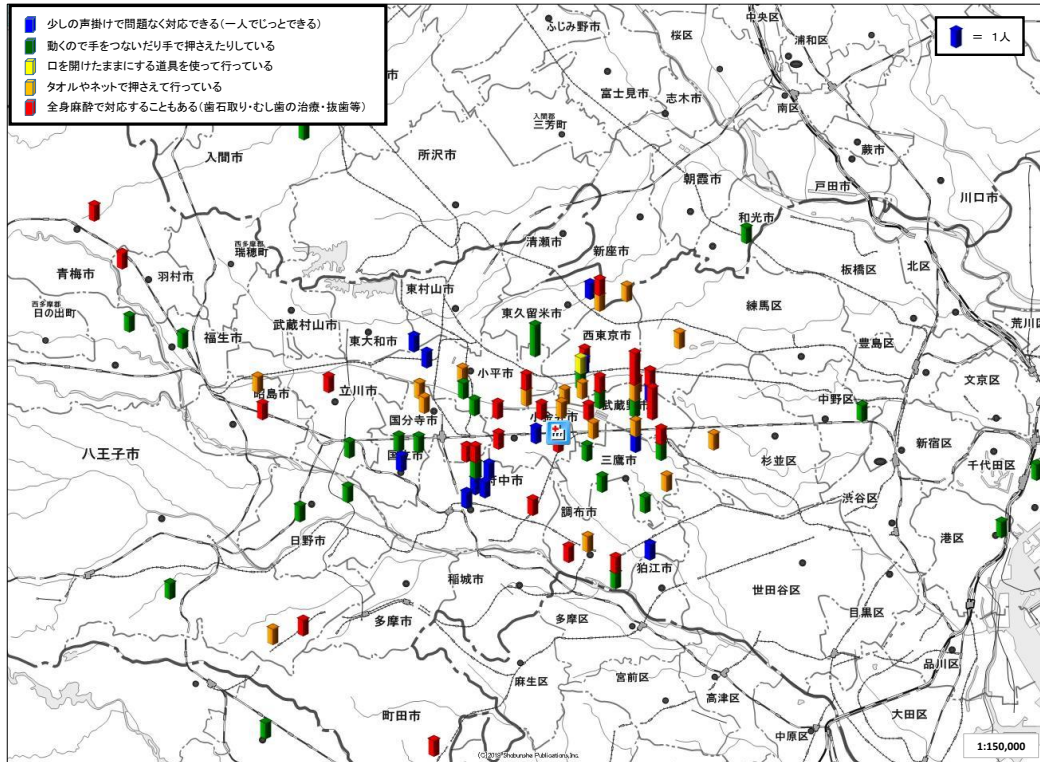 少しの声掛けで問題なく対応できる(一人でじっとできる)
動くので手をつないだり手で押さえたりしている
口を開けたままにする道具を使って行っている
タオルやネットで押さえて行っている
全身麻酔で対応することもある(歯石取り・むし歯の治療・抜歯等)
= 1人
ふじみ野市
中央区
桜区
浦和区
富士見市
志木市
南区
入間郡
三芳町
蕨市
入間市
所沢市
朝霞市
戸田市
川口市
和光市
西多摩郡
瑞穂町
清瀬市
新座市
板橋区
北区
青梅市
羽村市
東村山市
西多摩郡
日の出町
武蔵村山市
東久留米市
練馬区
荒川区
福生市
東大和市
西東京市
豊島区
小平市
文京区
昭島市
立川市
武蔵野市
中野区
国分寺市
新宿区
八王子市
国立市
三鷹市
杉並区
千代田区
府中市
渋谷区
調布市
港区
日野市
狛江市
稲城市
世田谷区
目黒区
多摩市
多摩区
品川区
麻生区
宮前区
高津区
町田市
大田区
中原区
1:150,000